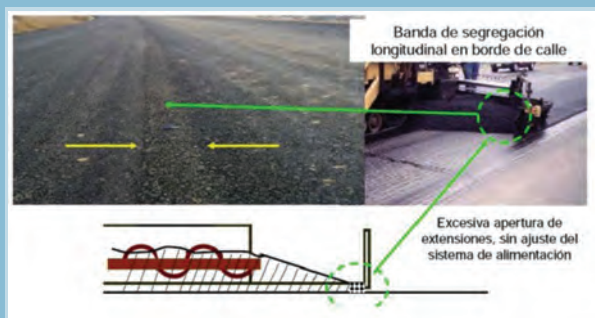 Banda de segregación
longitudinal en borde de calle
Excesiva apertura de
extensiones, sin ajuste del
sistema de alimentación